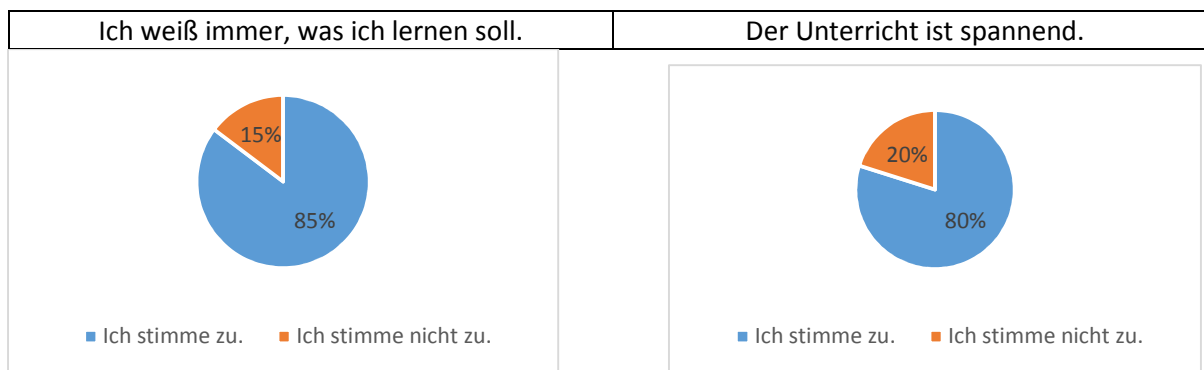 Ich weiß immer, was ich lernen soll.
Der Unterricht ist spannend.
15%
85%
Ich stimme zu.
Ich stimme nicht zu.
20%
80%
Ich stimme zu.
Ich stimme nicht zu.